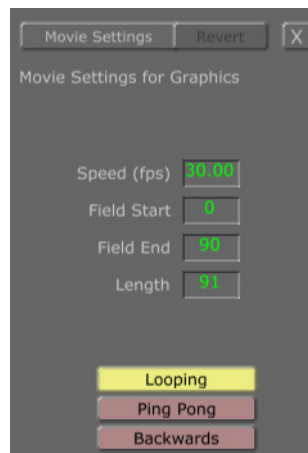 Movie Settings Revert X
Movie Settings for Graphics
Speed (fps) 30.00
Field Start 0
Field End 90
Length 91
Looping
Ping Pong
Backwards